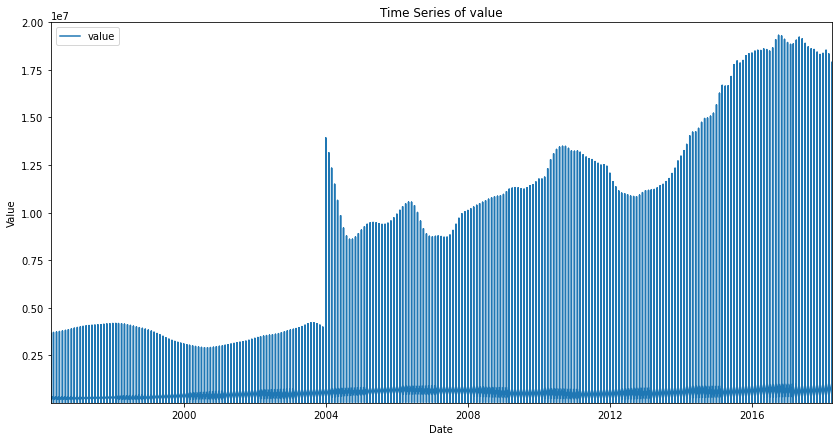 Time Series of value
1e7
value
2.00
1.75
1.50
1.25
1.00
0.75
0.50
0.25
Value
2000 2004 2008 2012 2016
Date